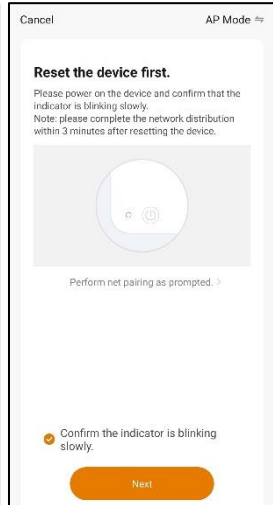 Cancel
AP Mode
Reset the device first.
Please power on the device and confirm that the
indicator is blinking slowly.
Note: please complete the network distribution
within 3 minutes after resetting the device.
Perform net pairing as prompted. >
Confirm the indicator is blinking
slowly.
Next